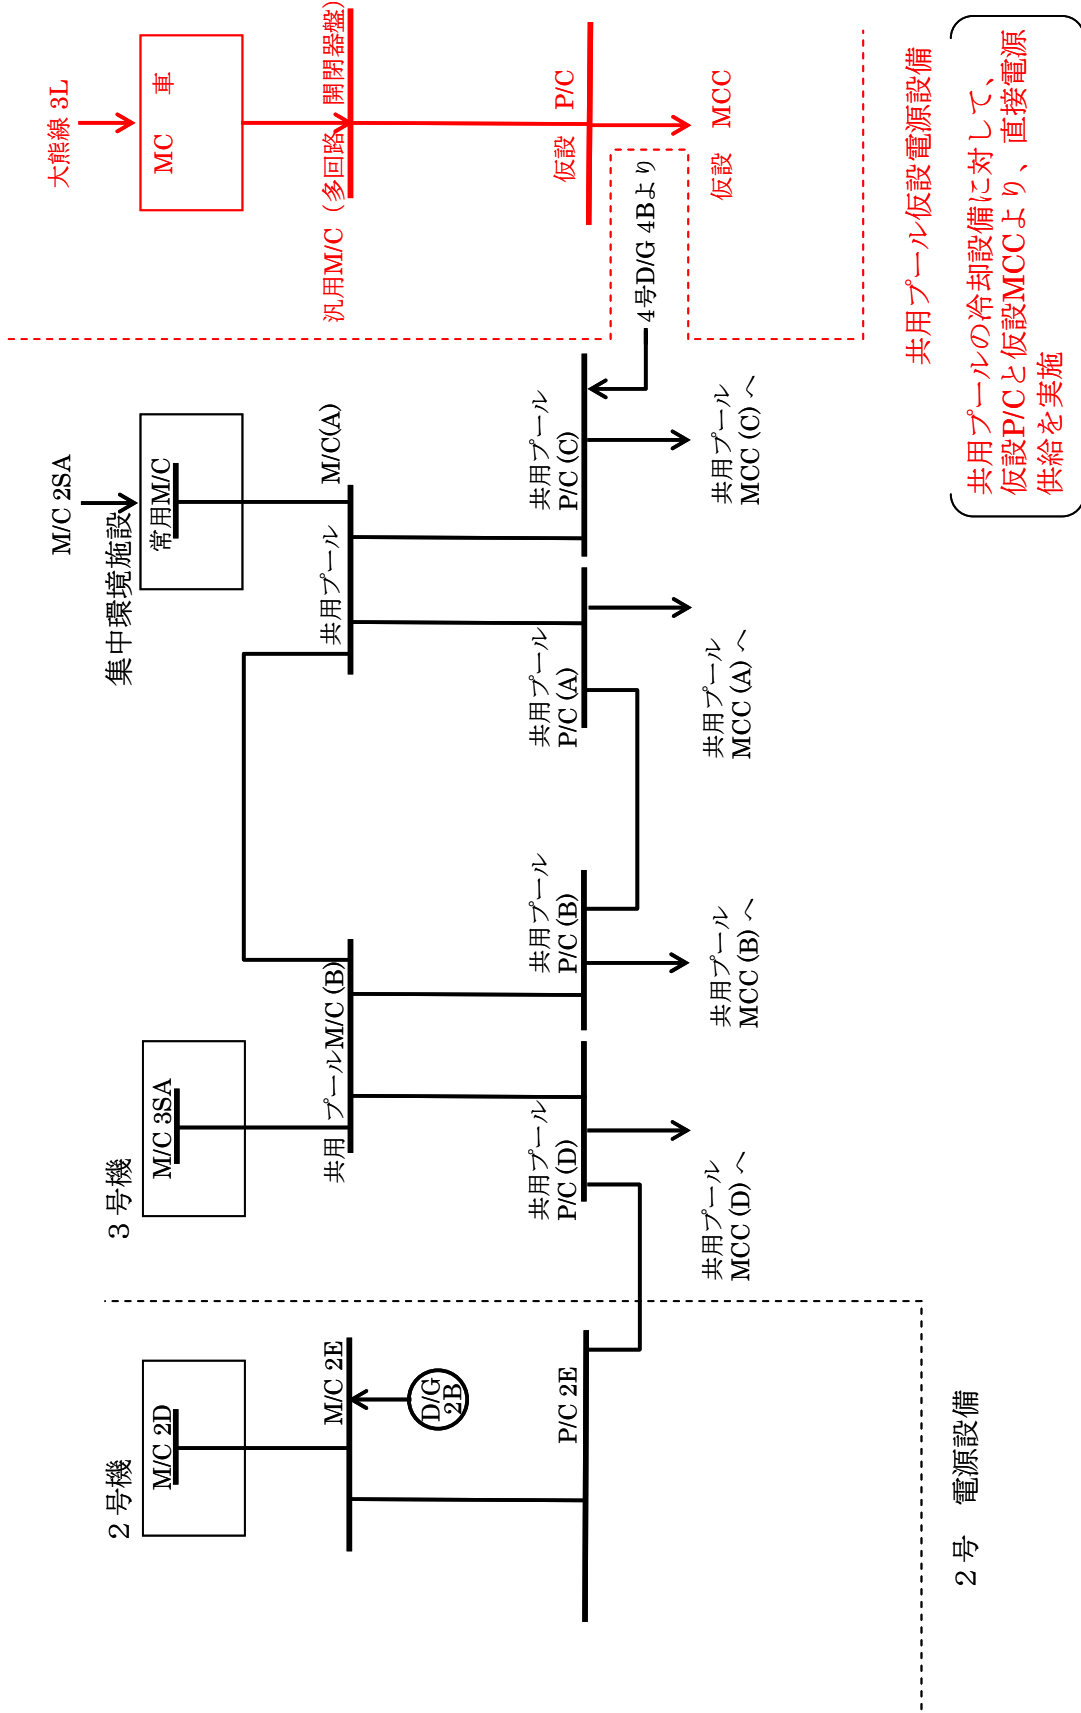 2号機
M/C 2D
M/C 2E
D/G
2B
P/C 2E
2号 電源設備
3号機
M/C 3SA
共用 プールM/C (B)
共用プール
P/C (D)
共用プール
MCC (D) へ
共用プール
P/C (B)
共用プール
MCC (B) へ
M/C 2SA
集中環境施設
常用M/C
共用プール M/C(A)
共用プール
P/C (A)
共用プール
MCC (A) へ
共用プール
P/C (C)
共用プール
MCC (C) へ
4号D/G 4Bより
大熊線 3L
MC 車
汎用M/C(多回路 開閉器盤)
仮設 P/C
仮設 MCC
共用プール仮設電源設備
共用プールの冷却設備に対して、
仮設P/Cと仮設MCCより、直接電源
供給を実施